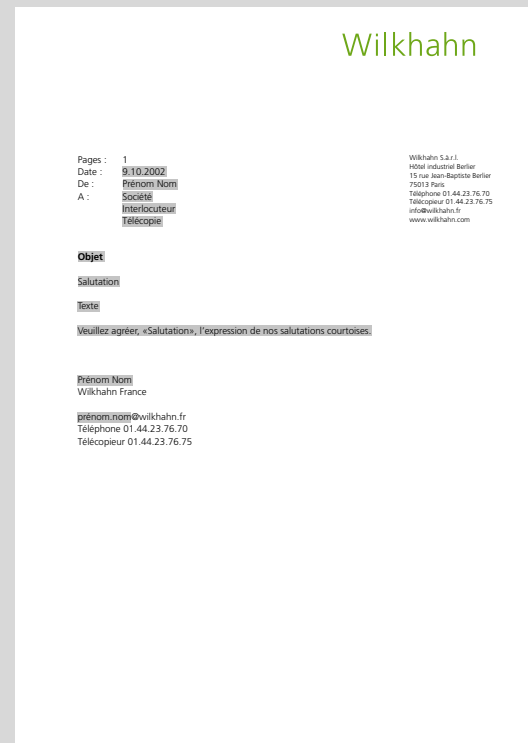 Wilkhahn
Pages : 1
Date : 9.10.2002
De : Prénom Nom
A : Société
Interlocuteur
Télécopie
Wilkhahn S.à.r.l.
Hôtel industriel Berlier
15 rue Jean-Baptiste Berlier
75013 Paris
Téléphone 01.44.23.76.70
Télécopieur 01.44.23.76.75
info@wilkhahn.fr
www.wilkhahn.com
Objet
Salutation
Texte
Veuillez agréer, «Salutation», l'expression de nos salutations courtoises.
Prénom Nom
Wilkhahn France
prénom.nom@wilkhahn.fr
Téléphone 01.44.23.76.70
Télécopieur 01.44.23.76.75